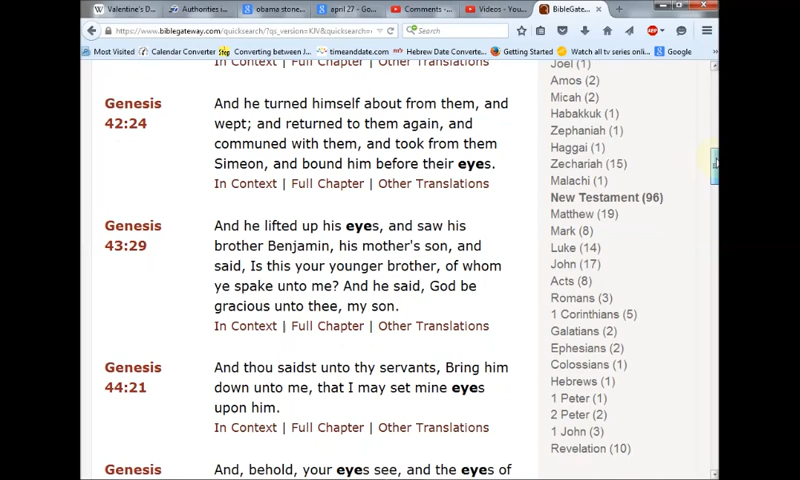 Valentine's D...
Authorities i...
obama stone...
april 27 - Go...
Comments -...
Videos - You...
BibleGate...
https://www.biblegateway.com/quicksearch/?qs_version=KJV&quicksearch=
Search
Most Visited
Calendar Converter
Converting between J...
timeanddate.com
Hebrew Date Converte...
Getting Started
Watch all tv series onli...
Google
In Context | Full Chapter | Other Translations
Genesis
42:24
And he turned himself about from them, and
wept; and returned to them again, and
communed with them, and took from them
Simeon, and bound him before their eyes.
In Context | Full Chapter | Other Translations
Genesis
43:29
And he lifted up his eyes, and saw his
brother Benjamin, his mother's son, and
said, Is this your younger brother, of whom
ye spake unto me? And he said, God be
gracious unto thee, my son.
In Context | Full Chapter | Other Translations
Genesis
44:21
And thou saidst unto thy servants, Bring him
down unto me, that I may set mine eyes
upon him.
In Context | Full Chapter | Other Translations
Genesis
And, behold, your eyes see, and the eyes of
Joel (1)
Amos (2)
Micah (2)
Habakkuk (1)
Zephaniah (1)
Haggai (1)
Zechariah (15)
Malachi (1)
New Testament (96)
Matthew (19)
Mark (8)
Luke (14)
John (17)
Acts (8)
Romans (3)
1 Corinthians (5)
Galatians (2)
Ephesians (2)
Colossians (1)
Hebrews (1)
1 Peter (1)
2 Peter (2)
1 John (3)
Revelation (10)